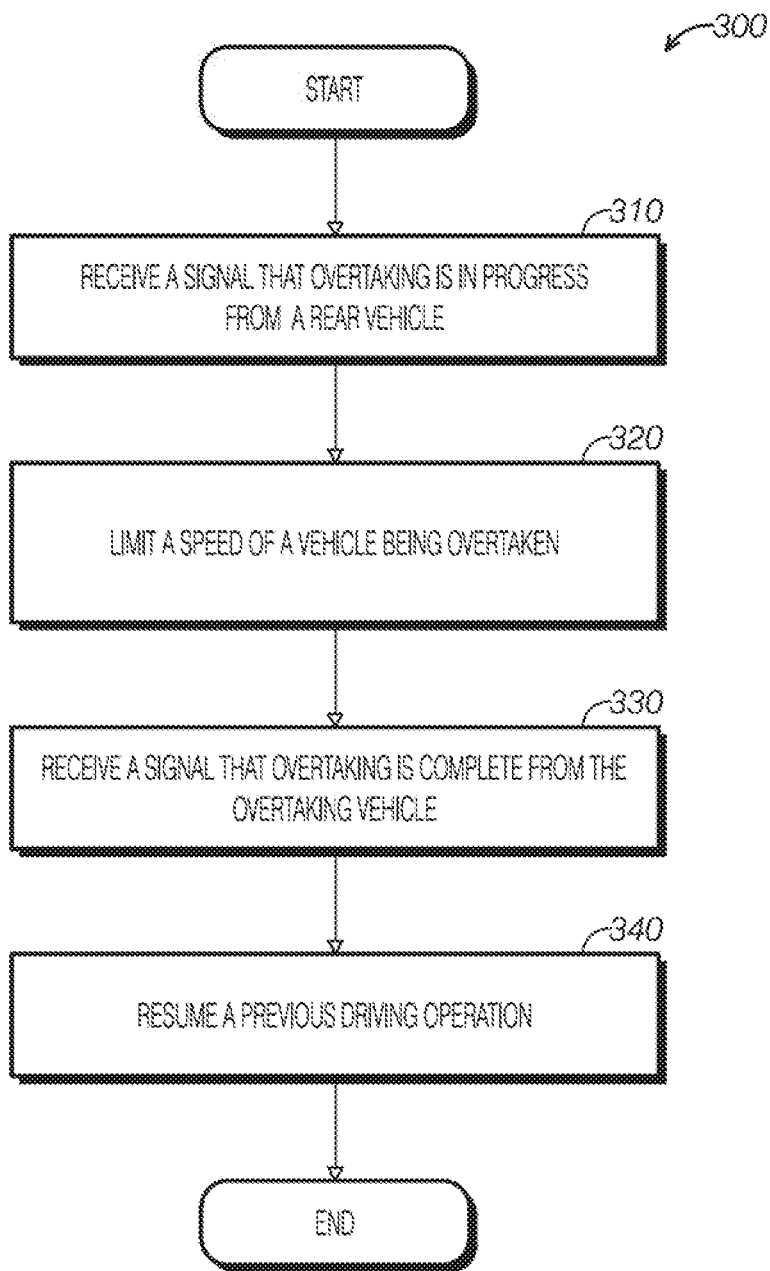 300
START
310
RECEIVE A SIGNAL THAT OVERTAKING IS IN PROGRESS
FROM A REAR VEHICLE
320
LIMIT A SPEED OF A VEHICLE BEING OVERTAKEN
330
RECEIVE A SIGNAL THAT OVERTAKING IS COMPLETE FROM THE
OVERTAKING VEHICLE
340
RESUME A PREVIOUS DRIVING OPERATION
END